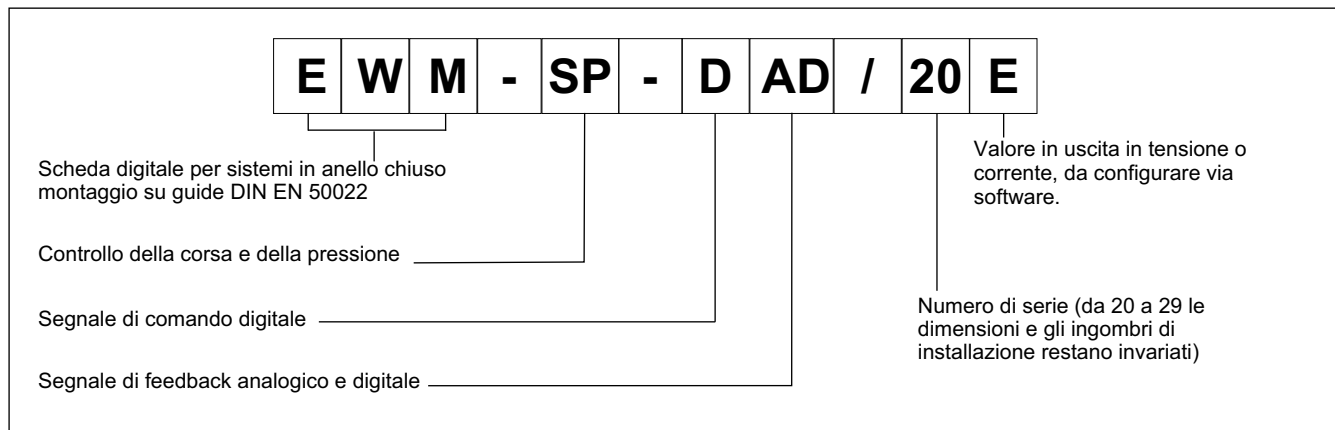 E W M - SP - D AD / 20 E
Scheda digitale per sistemi in anello chiuso
montaggio su guide DIN EN 50022
Controllo della corsa e della pressione
Segnale di comando digitale
Segnale di feedback analogico e digitale
Valore in uscita in tensione o
corrente, da configurare via
software.
Numero di serie (da 20 a 29 le
dimensioni e gli ingombri di
installazione restano invariati)